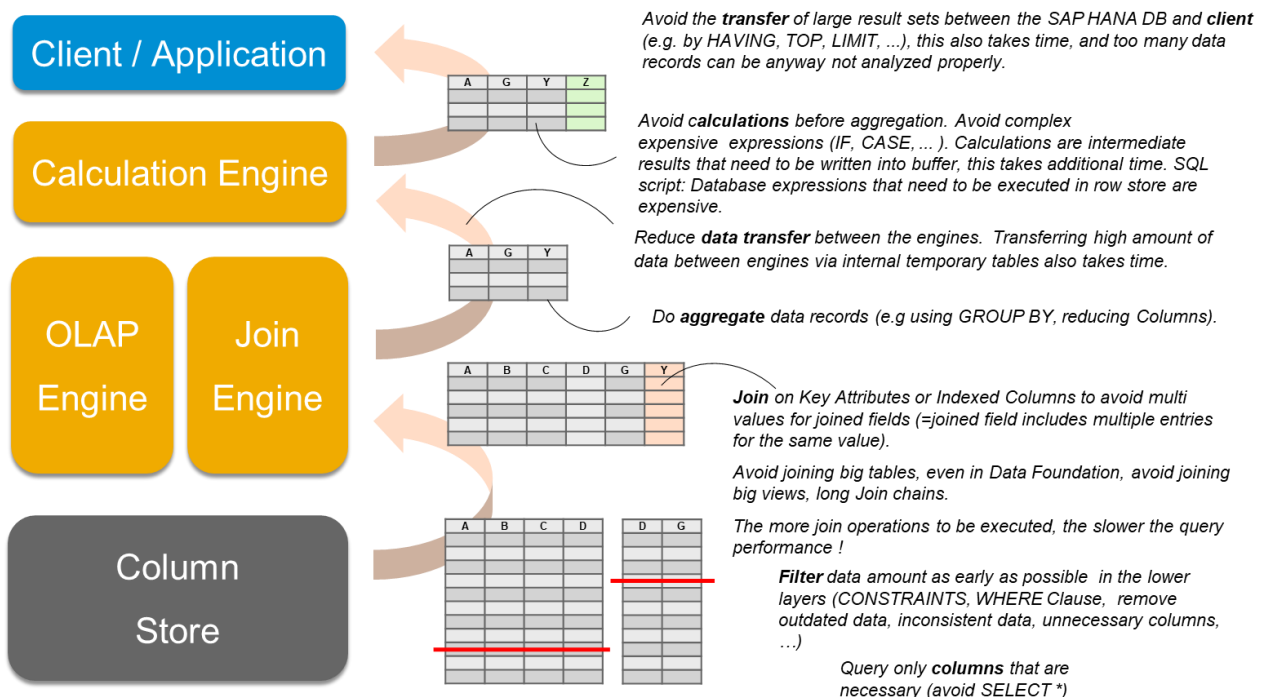 Client / Application
Calculation Engine
OLAP
Engine
Join
Engine
Column
Store
A G Y Z
A G Y
A B C D G Y
A B C D
D G
Avoid the transfer of large result sets between the SAP HANA DB and client
(e.g. by HAVING, TOP, LIMIT, ...), this also takes time, and too many data
records can be anyway not analyzed properly.
Avoid calculations before aggregation. Avoid complex
expensive expressions (IF, CASE, ... ). Calculations are intermediate
results that need to be written into buffer, this takes additional time. SQL
script: Database expressions that need to be executed in row store are
expensive.
Reduce data transfer between the engines. Transferring high amount of
data between engines via internal temporary tables also takes time.
Do aggregate data records (e.g using GROUP BY, reducing Columns).
Join on Key Attributes or Indexed Columns to avoid multi
values for joined fields (=joined field includes multiple entries
for the same value).
Avoid joining big tables, even in Data Foundation, avoid joining
big views, long Join chains.
The more join operations to be executed, the slower the query
performance !
Filter data amount as early as possible in the lower
layers (CONSTRAINTS, WHERE Clause, remove
outdated data, inconsistent data, unnecessary columns,
…)
Query only columns that are
necessary (avoid SELECT *)